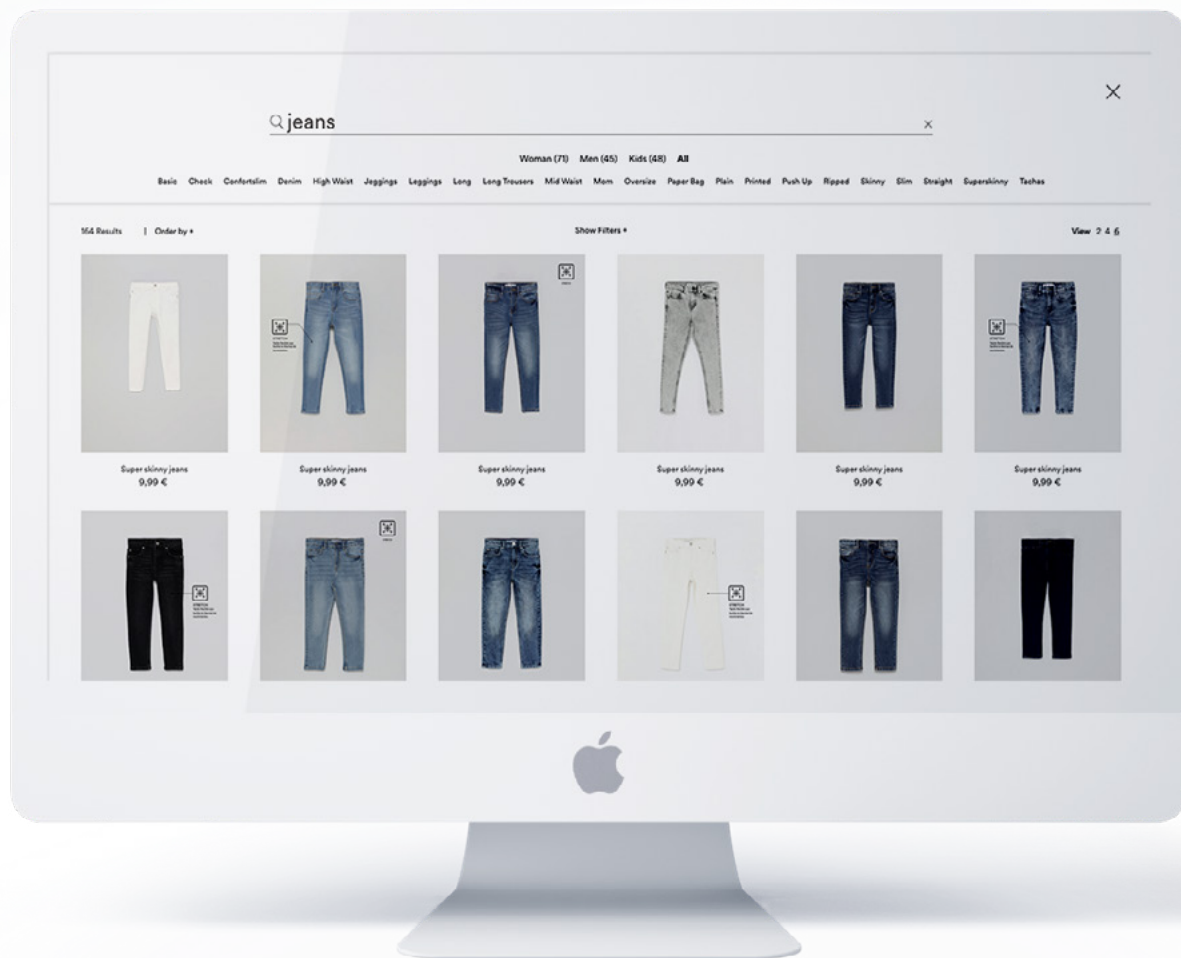 jeans ×
Woman (71) Men (45) Kids (48) All
Basic Check Confortslim Denim High Waist Jeggings Leggings Long Long Trousers Mid Waist Mom Oversize Paper Bag Plain Printed Push Up Ripped Skinny Slim Straight Superskinny Tachas
164 Results | Order by +
Show Filters +
View 2 4 6
Super skinny jeans
9,99 €
Super skinny jeans
9,99 €
Super skinny jeans
9,99 €
Super skinny jeans
9,99 €
Super skinny jeans
9,99 €
Super skinny jeans
9,99 €
STRETCH
STRETCH